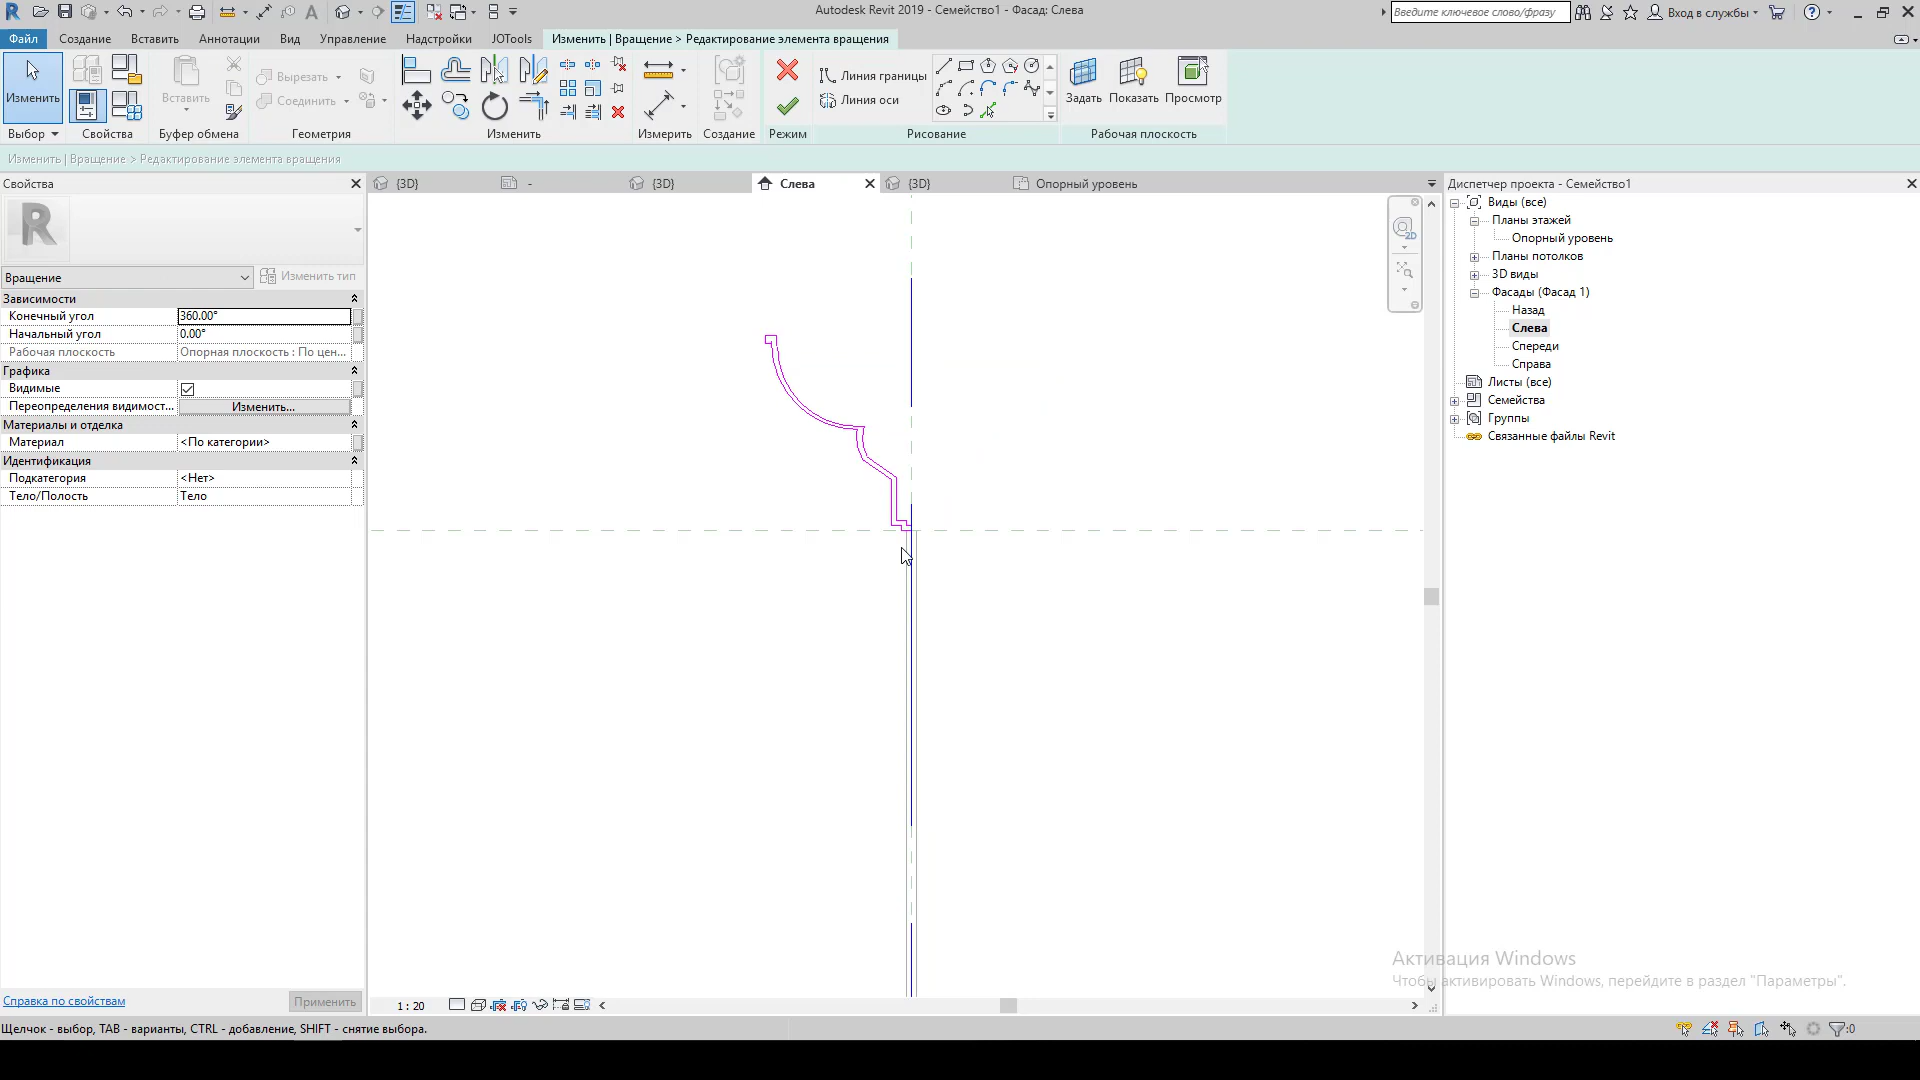 Autodesk Revit 2019 - Семейство1 - Фасад: Слева
Введите ключевое слово/фразу
Вход в службы
Файл
Создание
Вставить
Аннотации
Вид
Управление
Надстройки
JOTools
Изменить | Вращение > Редактирование элемента вращения
Изменить
Вставить
Вырезать
Соединить
Линия границы
Линия оси
Задать
Показать
Просмотр
Выбор
Свойства
Буфер обмена
Геометрия
Изменить
Измерить
Создание
Режим
Рисование
Рабочая плоскость
Изменить | Вращение > Редактирование элемента вращения
Свойства
{3D}
-
{3D}
Слева
{3D}
Опорный уровень
Диспетчер проекта - Семейство1
Вращение
Изменить тип
Зависимости
Конечный угол 360.00°
Начальный угол 0.00°
Рабочая плоскость Опорная плоскость : По цен...
Графика
Видимые
Переопределения видимост... Изменить...
Материалы и отделка
Материал <По категории>
Идентификация
Подкатегория <Нет>
Тело/Полость Тело
Виды (все)
Планы этажей
Опорный уровень
Планы потолков
3D виды
Фасады (Фасад 1)
Назад
Слева
Спереди
Справа
Листы (все)
Семейства
Группы
Связанные файлы Revit
2D
Активация Windows
Чтобы активировать Windows, перейдите в раздел "Параметры".
Справка по свойствам
Применить
1 : 20
Щелчок - выбор, TAB - варианты, CTRL - добавление, SHIFT - снятие выбора.
:0